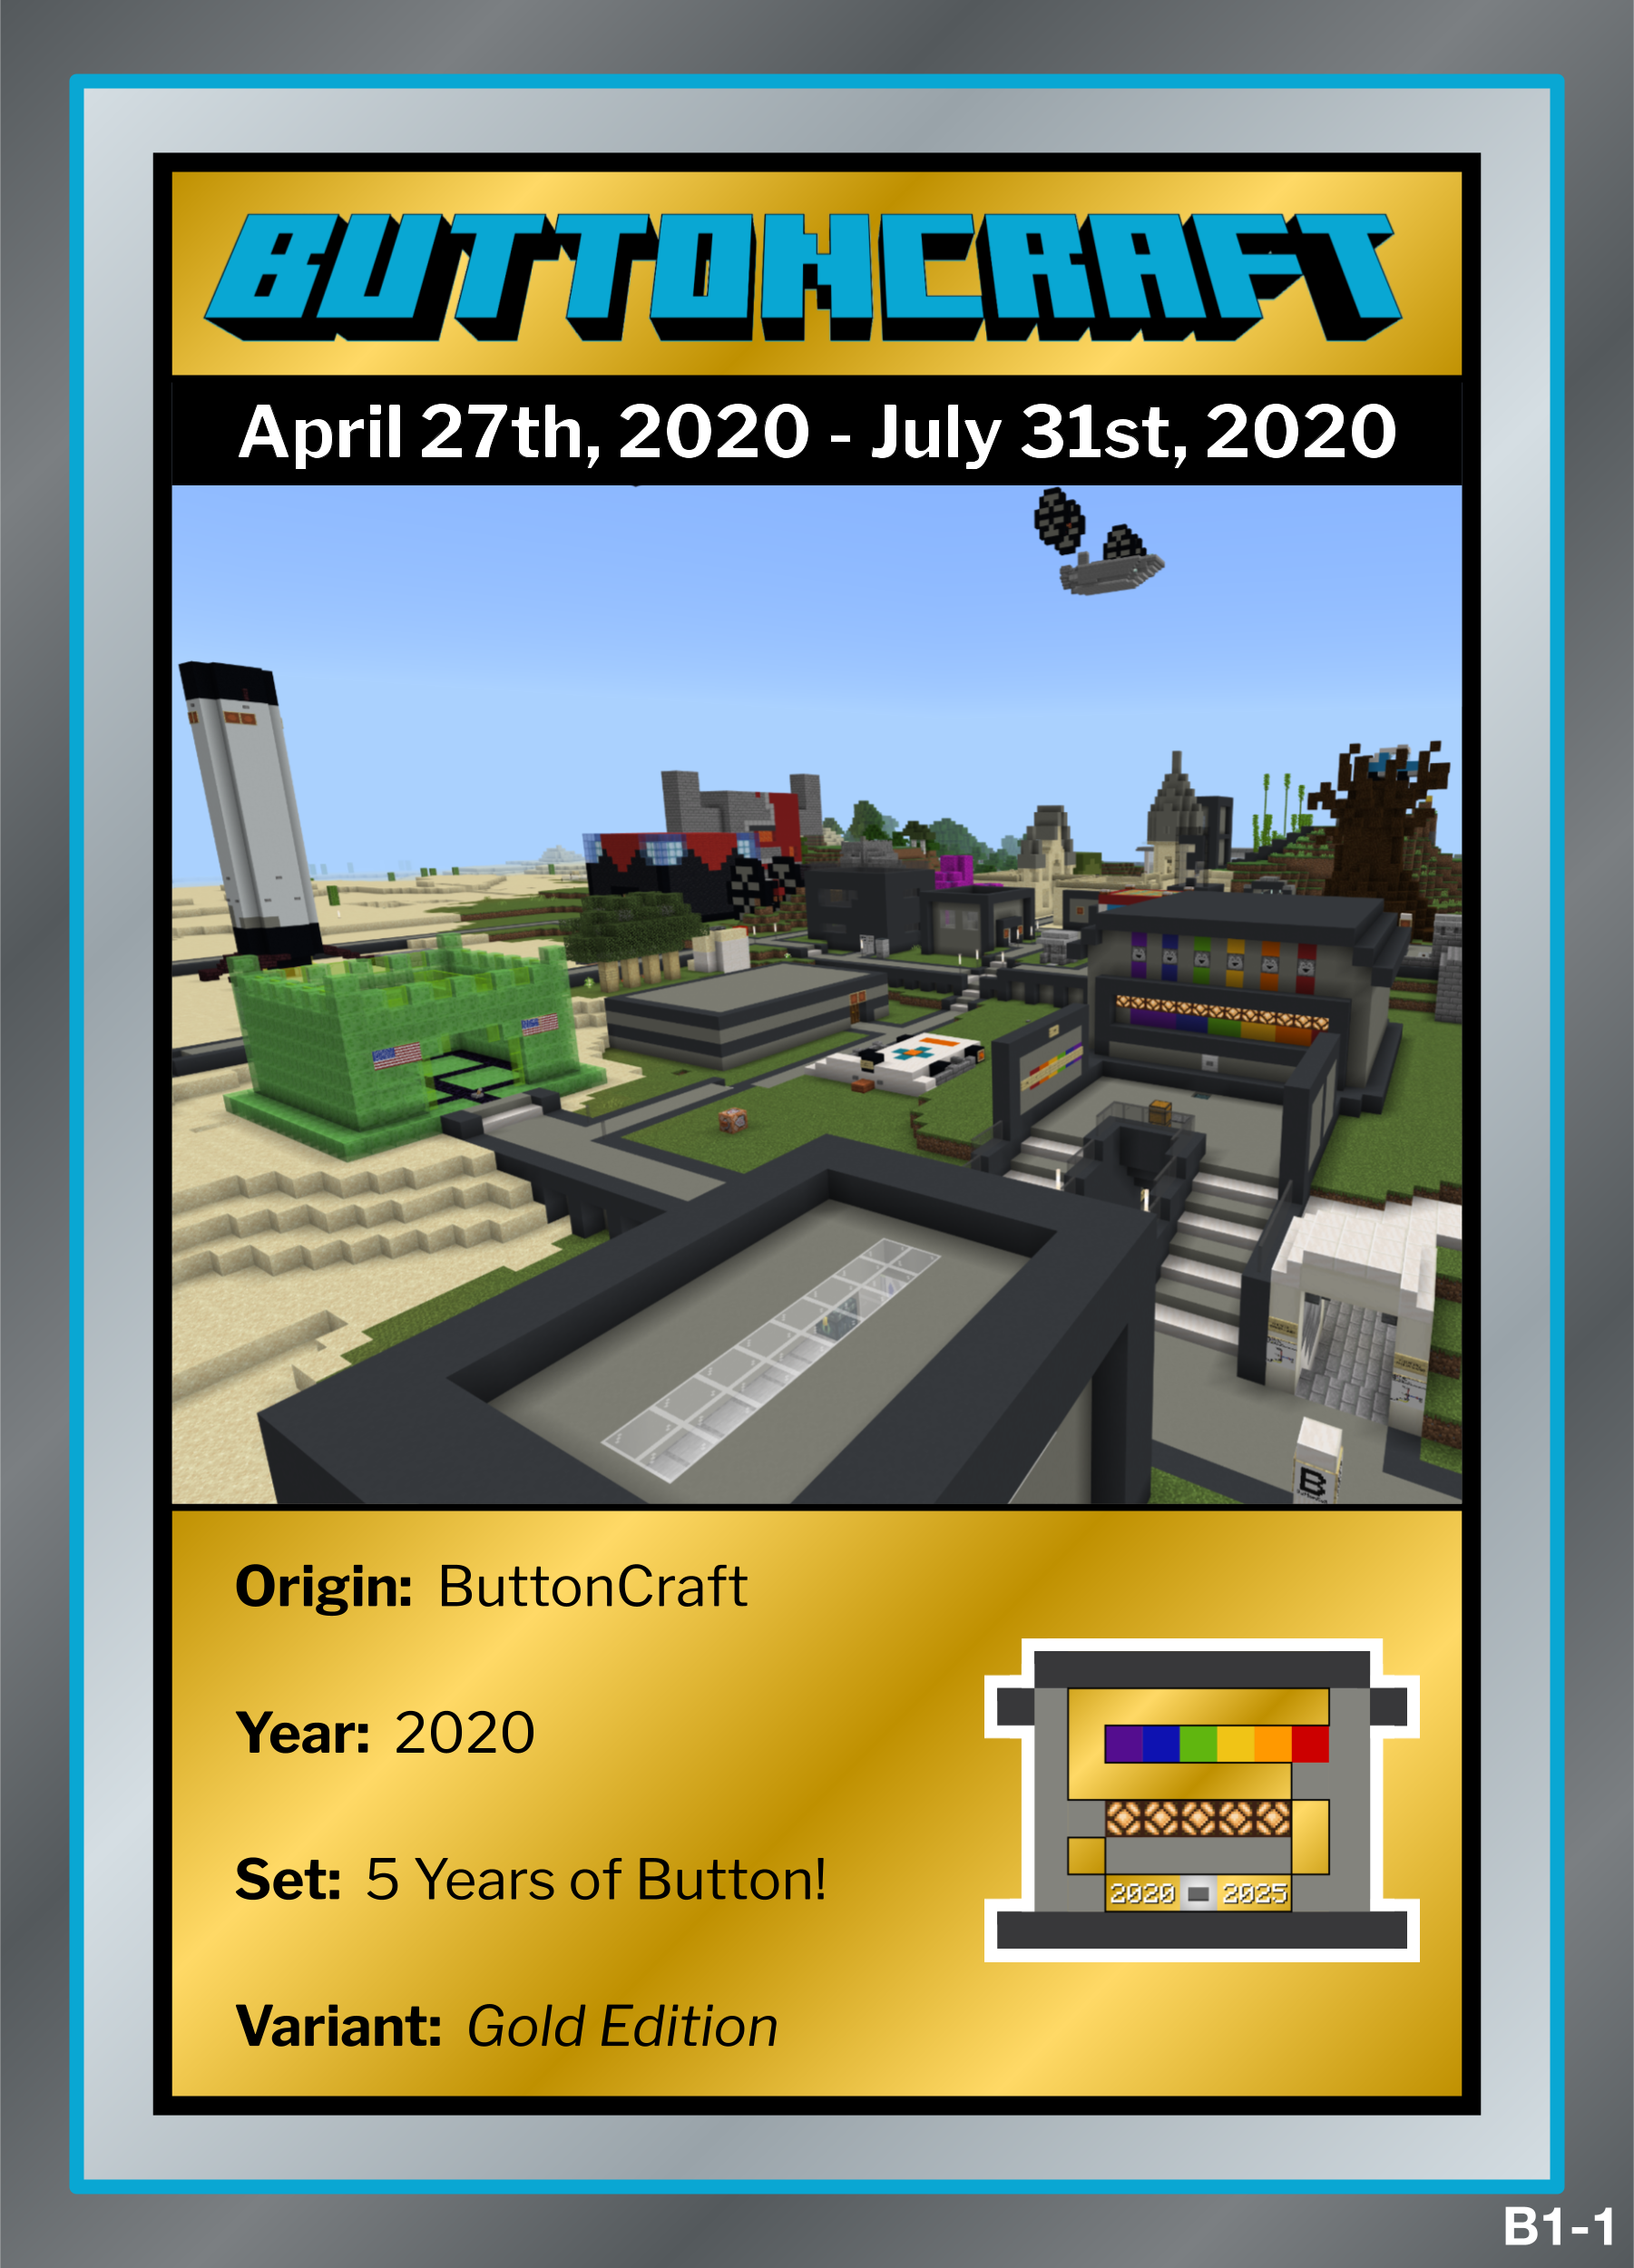 BUTTONCRAFT
April 27th, 2020 - July 31st, 2020
B
Origin: ButtonCraft
Year: 2020
Set: 5 Years of Button!
2020 2025
Variant: Gold Edition
B1-1